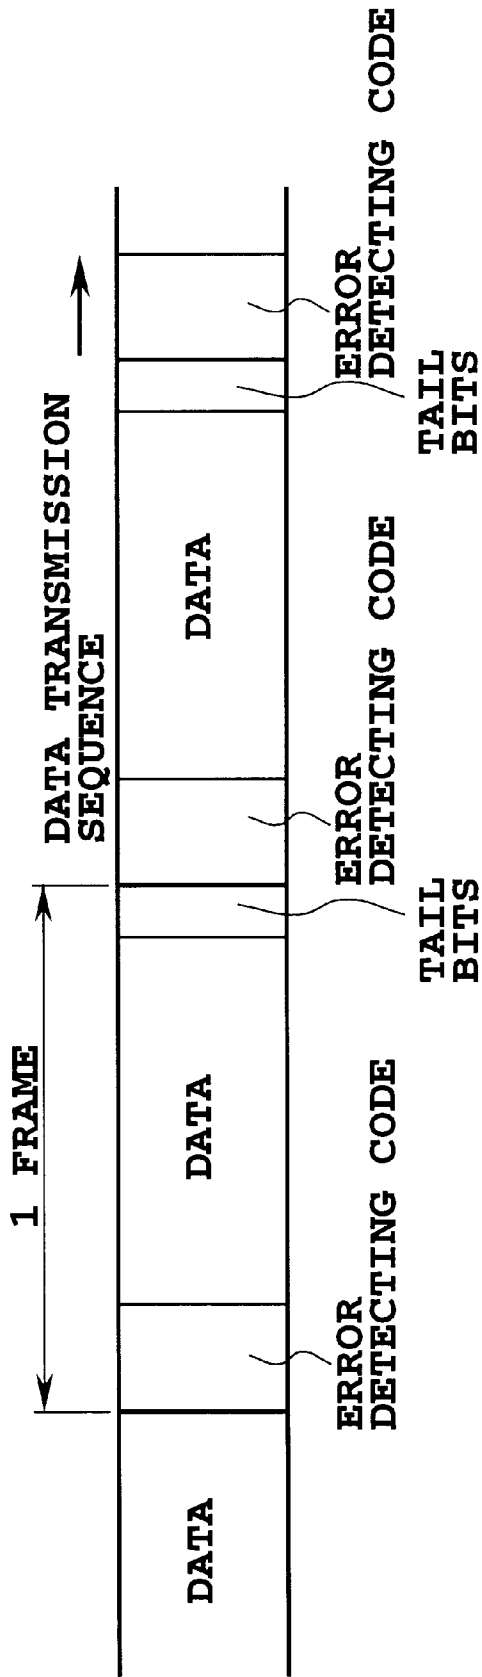 DATA TRANSMISSION
SEQUENCE
1 FRAME
DATA
DATA
DATA
ERROR
DETECTING CODE
TAIL
BITS
ERROR
DETECTING CODE
TAIL
BITS
ERROR
DETECTING CODE